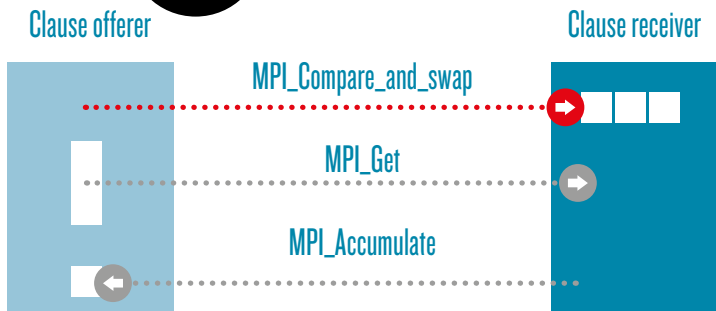 Clause offerer
Clause receiver
MPI_Compare_and_swap
MPI_Get
MPI_Accumulate